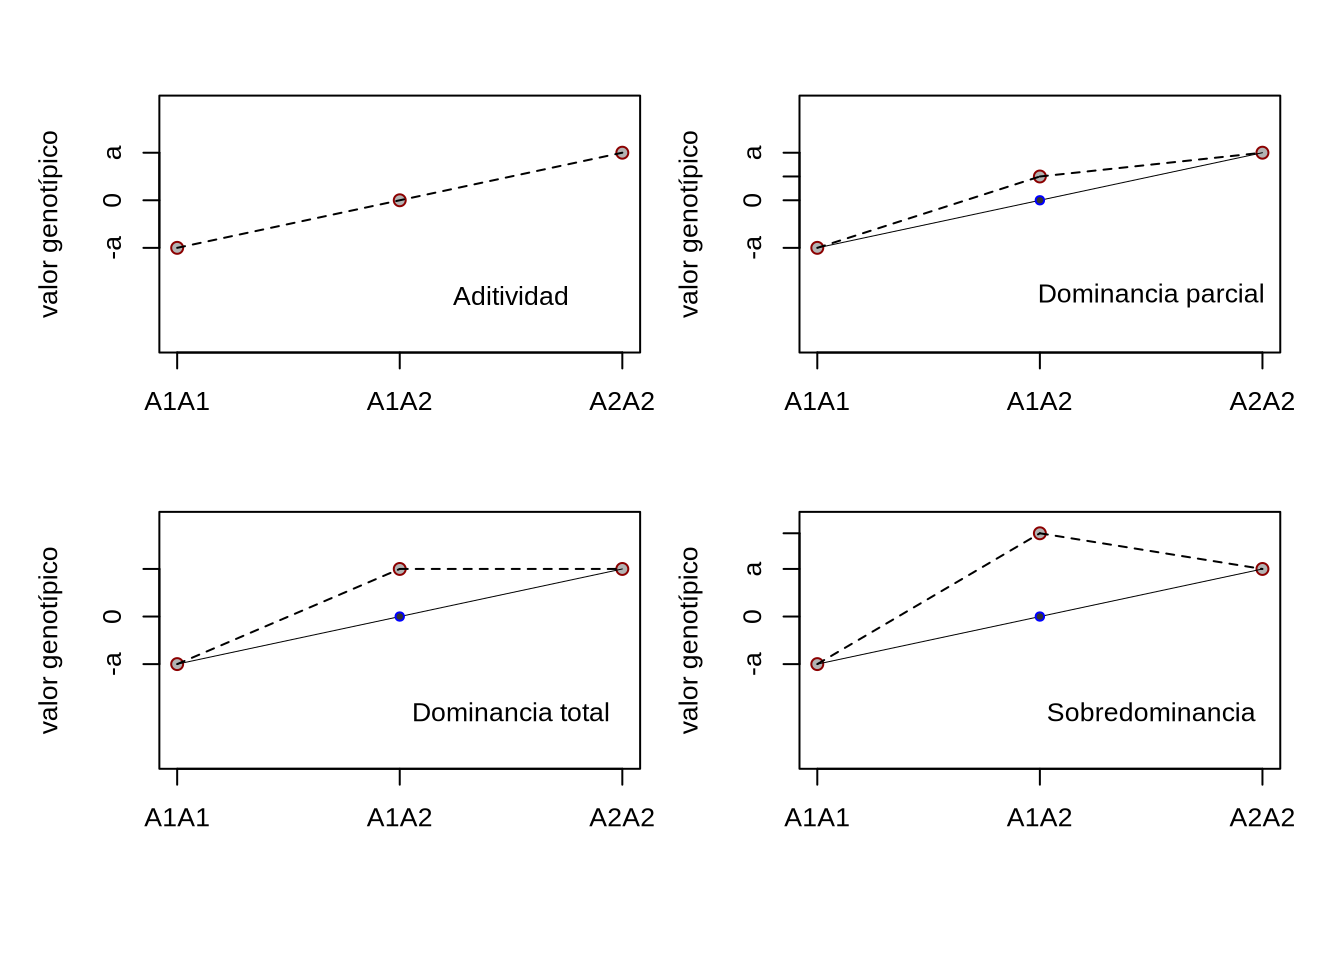 valor genotípico
a
0
-a
Aditividad
A1A1
A1A2
A2A2
valor genotípico
a
0
-a
Dominancia parcial
A1A1
A1A2
A2A2
valor genotípico
0
-a
Dominancia total
A1A1
A1A2
A2A2
valor genotípico
a
0
-a
Sobredominancia
A1A1
A1A2
A2A2